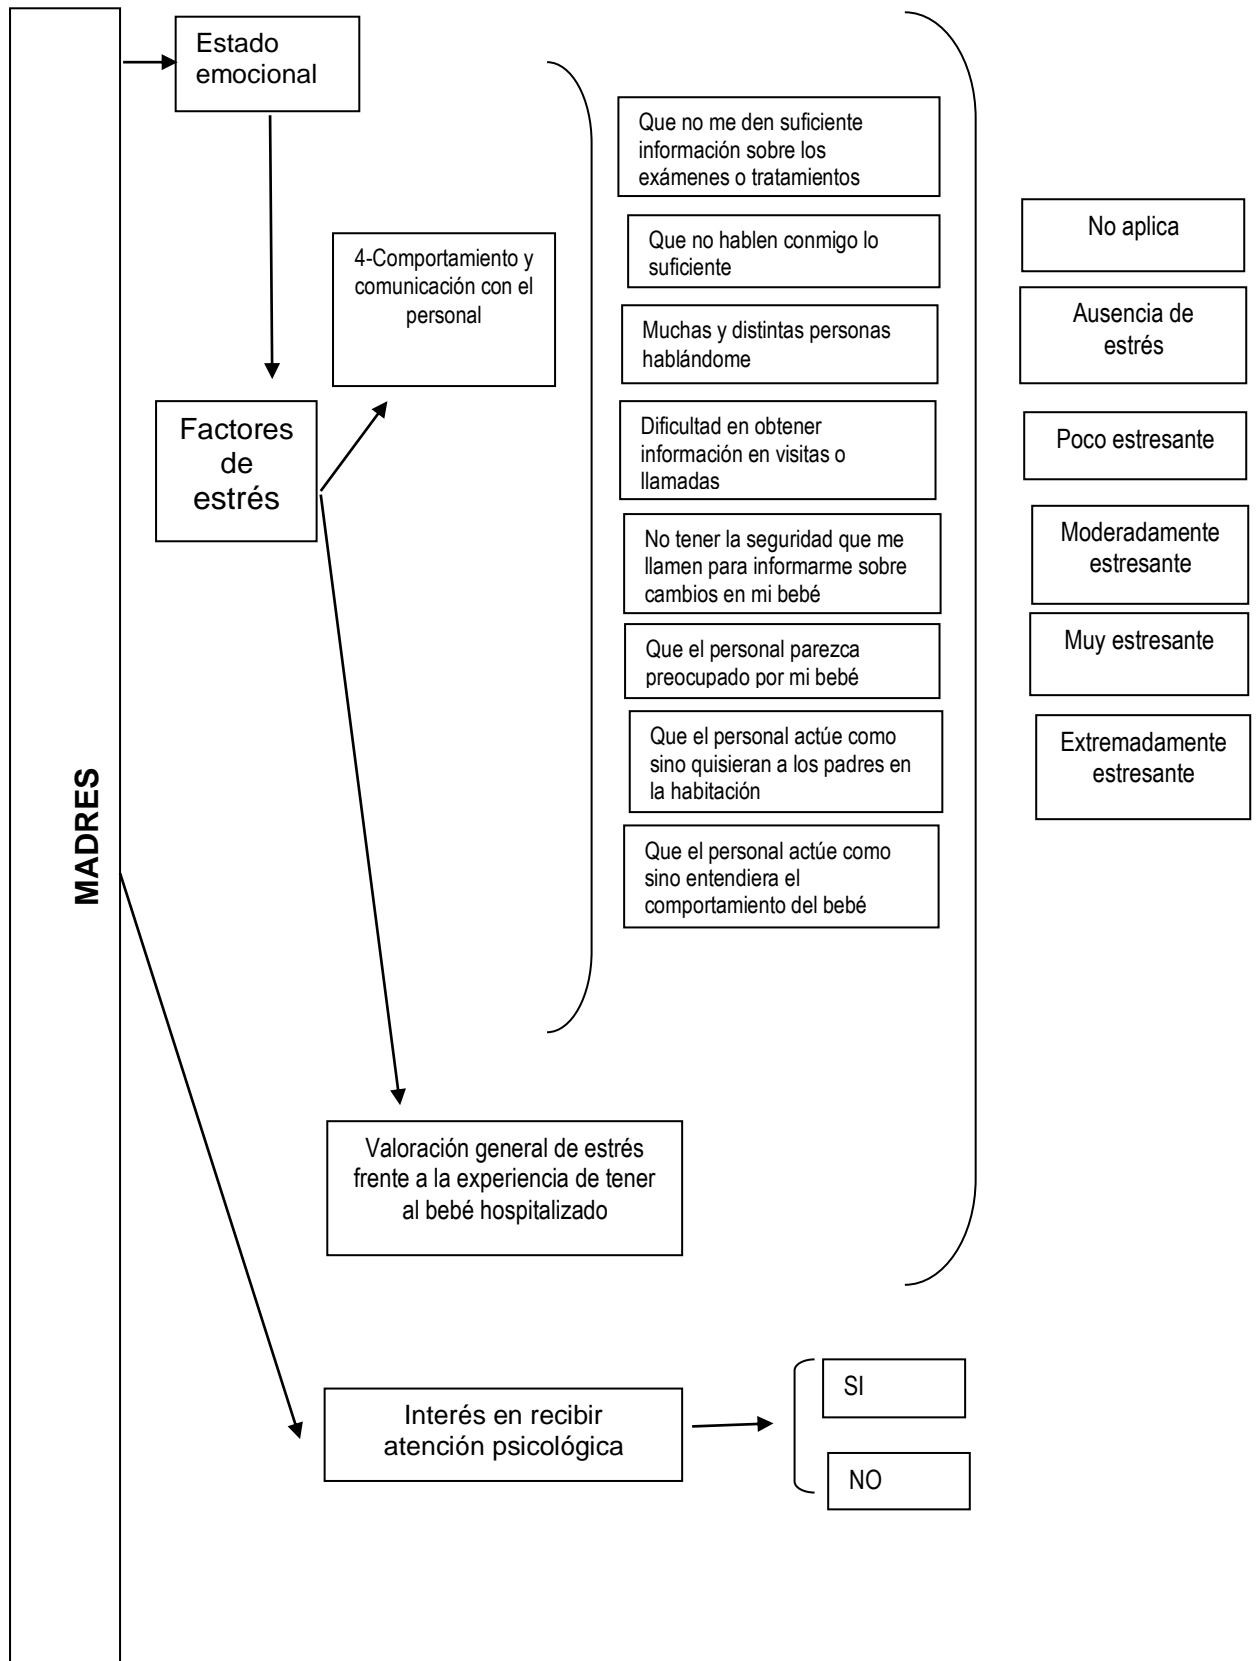 MADRES
Estado
emocional
Factores
de
estrés
4-Comportamiento y
comunicación con el
personal
Que no me den suficiente
información sobre los
exámenes o tratamientos
Que no hablen conmigo lo
suficiente
Muchas y distintas personas
hablándome
Dificultad en obtener
información en visitas o
llamadas
No tener la seguridad que me
llamen para informarme sobre
cambios en mi bebé
Que el personal parezca
preocupado por mi bebé
Que el personal actúe como
sino quisieran a los padres en
la habitación
Que el personal actúe como
sino entendiera el
comportamiento del bebé
No aplica
Ausencia de
estrés
Poco estresante
Moderadamente
estresante
Muy estresante
Extremadamente
estresante
Valoración general de estrés
frente a la experiencia de tener
al bebé hospitalizado
Interés en recibir
atención psicológica
SI
NO